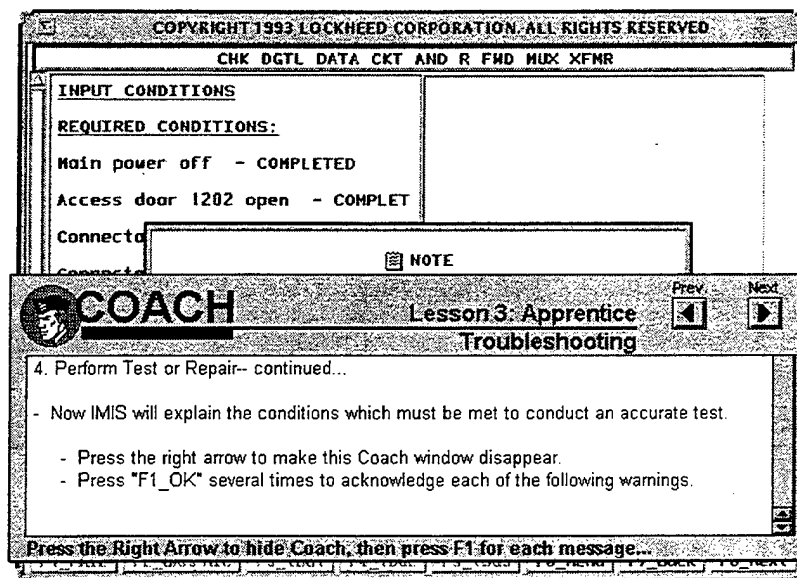 COPYRIGHT 1993 LOCKHEED CORPORATION, ALL RIGHTS RESERVED
CHK DGTL DATA CKT AND R FWD MUX XFMR
INPUT CONDITIONS
REQUIRED CONDITIONS:
Main power off - COMPLETED
Access door 1202 open - COMPLET
Connecto
NOTE
Connecto
COACH
Lesson 3: Apprentice
Troubleshooting
Prev. Next
4. Perform Test or Repair-- continued...
- Now IMIS will explain the conditions which must be met to conduct an accurate test.
- Press the right arrow to make this Coach window disappear.
- Press "F1_OK" several times to acknowledge each of the following warnings.
Press the Right Arrow to hide Coach, then press F1 for each message...